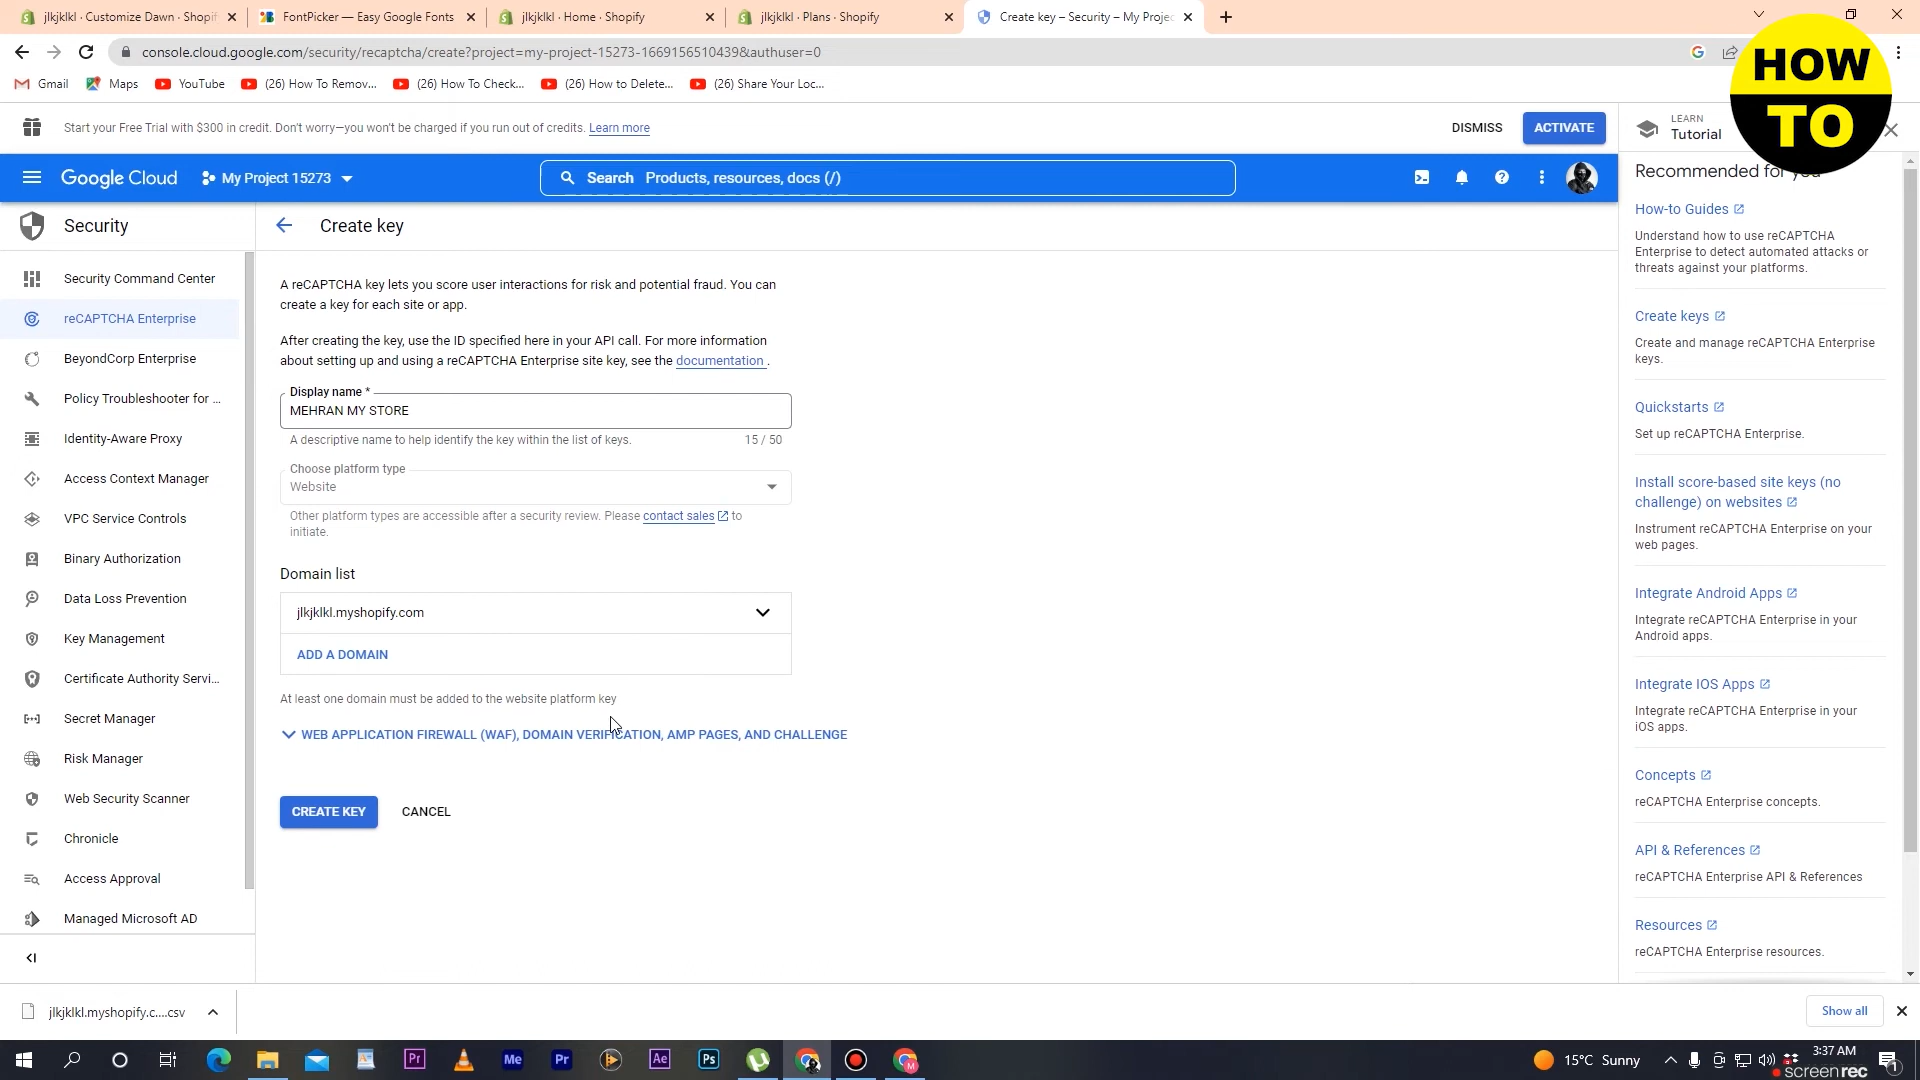 jlkjklkl · Customize Dawn · Shopif
FontPicker — Easy Google Fonts
jlkjklkl · Home · Shopify
jlkjklkl · Plans · Shopify
Create key – Security – My Projec
console.cloud.google.com/security/recaptcha/create?project=my-project-15273-1669156510439&authuser=0
Gmail
Maps
YouTube
(26) How To Remov...
(26) How To Check...
(26) How to Delete...
(26) Share Your Loc...
HOW
TO
Start your Free Trial with $300 in credit. Don't worry—you won't be charged if you run out of credits. Learn more
DISMISS
ACTIVATE
LEARN
Tutorial
Google Cloud
My Project 15273
Search Products, resources, docs (/)
Security
Security Command Center
reCAPTCHA Enterprise
BeyondCorp Enterprise
Policy Troubleshooter for ...
Identity-Aware Proxy
Access Context Manager
VPC Service Controls
Binary Authorization
Data Loss Prevention
Key Management
Certificate Authority Servi...
Secret Manager
Risk Manager
Web Security Scanner
Chronicle
Access Approval
Managed Microsoft AD
Create key
A reCAPTCHA key lets you score user interactions for risk and potential fraud. You can
create a key for each site or app.
After creating the key, use the ID specified here in your API call. For more information
about setting up and using a reCAPTCHA Enterprise site key, see the documentation .
Display name *
MEHRAN MY STORE
A descriptive name to help identify the key within the list of keys.
15 / 50
Choose platform type
Website
Other platform types are accessible after a security review. Please contact sales to
initiate.
Domain list
jlkjklkl.myshopify.com
ADD A DOMAIN
At least one domain must be added to the website platform key
WEB APPLICATION FIREWALL (WAF), DOMAIN VERIFICATION, AMP PAGES, AND CHALLENGE
CREATE KEY
CANCEL
Recommended for you
How-to Guides
Understand how to use reCAPTCHA
Enterprise to detect automated attacks or
threats against your platforms.
Create keys
Create and manage reCAPTCHA Enterprise
keys.
Quickstarts
Set up reCAPTCHA Enterprise.
Install score-based site keys (no
challenge) on websites
Instrument reCAPTCHA Enterprise on your
web pages.
Integrate Android Apps
Integrate reCAPTCHA Enterprise in your
Android apps.
Integrate IOS Apps
Integrate reCAPTCHA Enterprise in your
iOS apps.
Concepts
reCAPTCHA Enterprise concepts.
API & References
reCAPTCHA Enterprise API & References
Resources
reCAPTCHA Enterprise resources.
jlkjklkl.myshopify.c....csv
Show all
Pr
Me
Pr
Ae
Ps
M
15°C Sunny
3:37 AM
screenrec
1